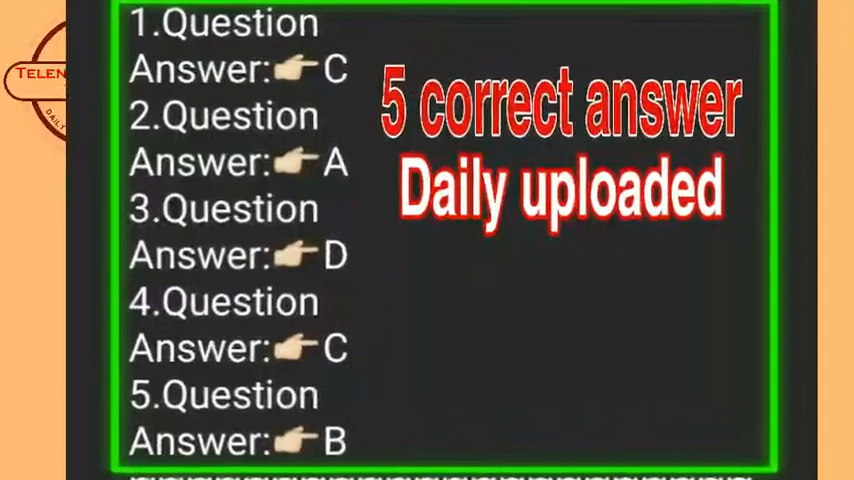 1.Question
Answer:👉🏼C
2.Question
Answer:👉🏼A
3.Question
Answer:👉🏼D
4.Question
Answer:👉🏼C
5.Question
Answer:👉🏼B
5 correct answer
Daily uploaded